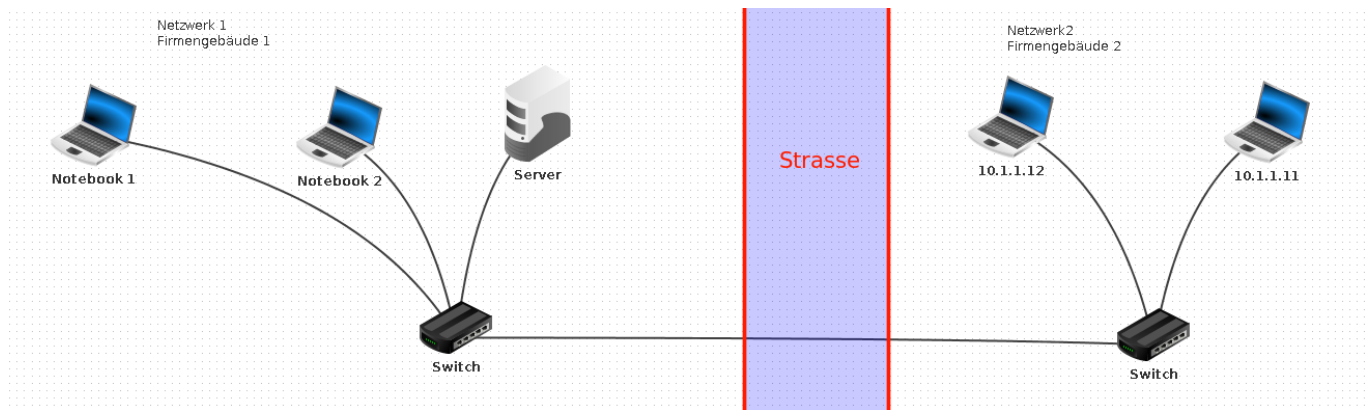 Netzwerk 1
Firmengebäude 1
Netzwerk2
Firmengebäude 2
Notebook 1
Notebook 2
Server
Strasse
10.1.1.12
10.1.1.11
Switch
Switch